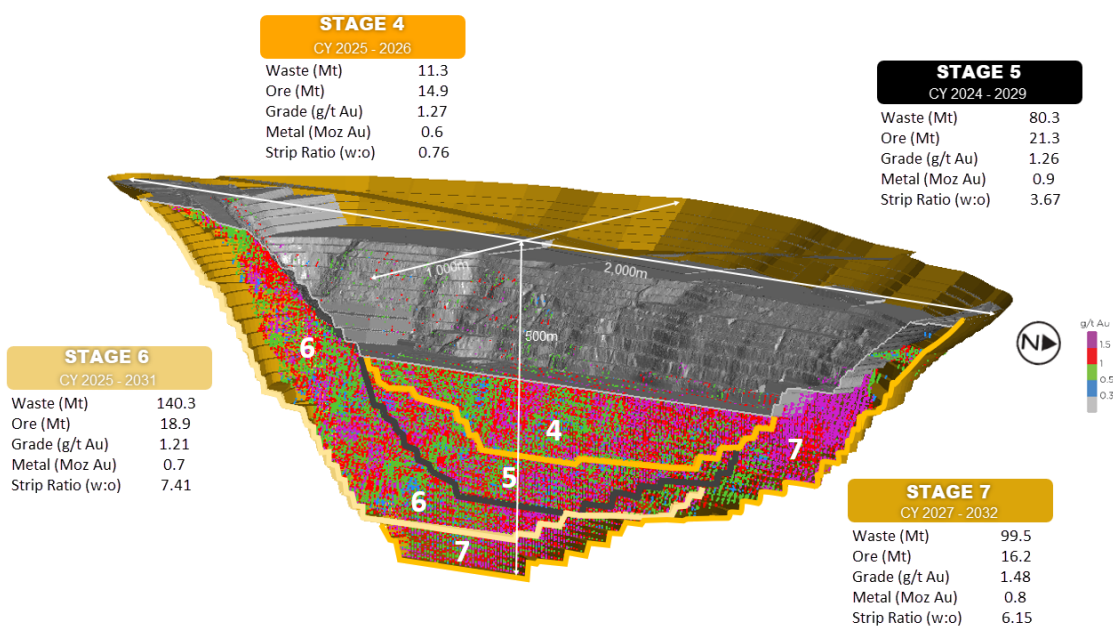 STAGE 4
CY 2025 - 2026
Waste (Mt) 11.3
Ore (Mt) 14.9
Grade (g/t Au) 1.27
Metal (Moz Au) 0.6
Strip Ratio (w:o) 0.76
STAGE 5
CY 2024 - 2029
Waste (Mt) 80.3
Ore (Mt) 21.3
Grade (g/t Au) 1.26
Metal (Moz Au) 0.9
Strip Ratio (w:o) 3.67
1,000m
2,000m
500m
N
g/t Au
1.5
1
0.5
0.3
6
4
7
5
6
7
STAGE 6
CY 2025 - 2031
Waste (Mt) 140.3
Ore (Mt) 18.9
Grade (g/t Au) 1.21
Metal (Moz Au) 0.7
Strip Ratio (w:o) 7.41
STAGE 7
CY 2027 - 2032
Waste (Mt) 99.5
Ore (Mt) 16.2
Grade (g/t Au) 1.48
Metal (Moz Au) 0.8
Strip Ratio (w:o) 6.15